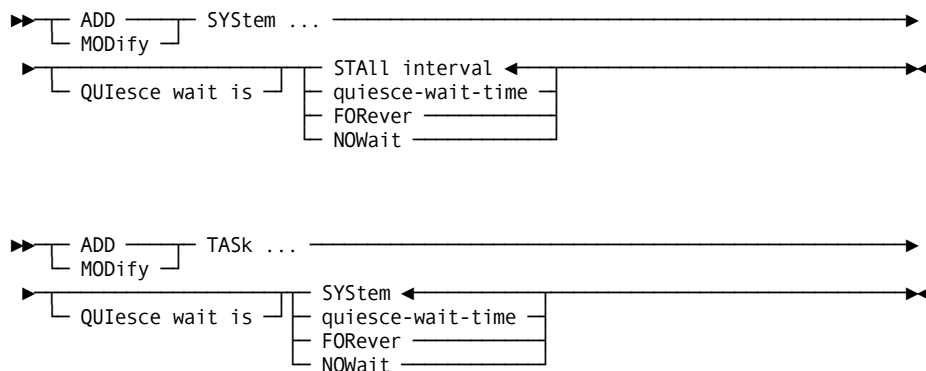 ADD SYStem ...
MODify
STAll interval
QUIesce wait is quiesce-wait-time
FORever
NOWait
ADD TASk ...
MODify
SYStem
QUIesce wait is quiesce-wait-time
FORever
NOWait